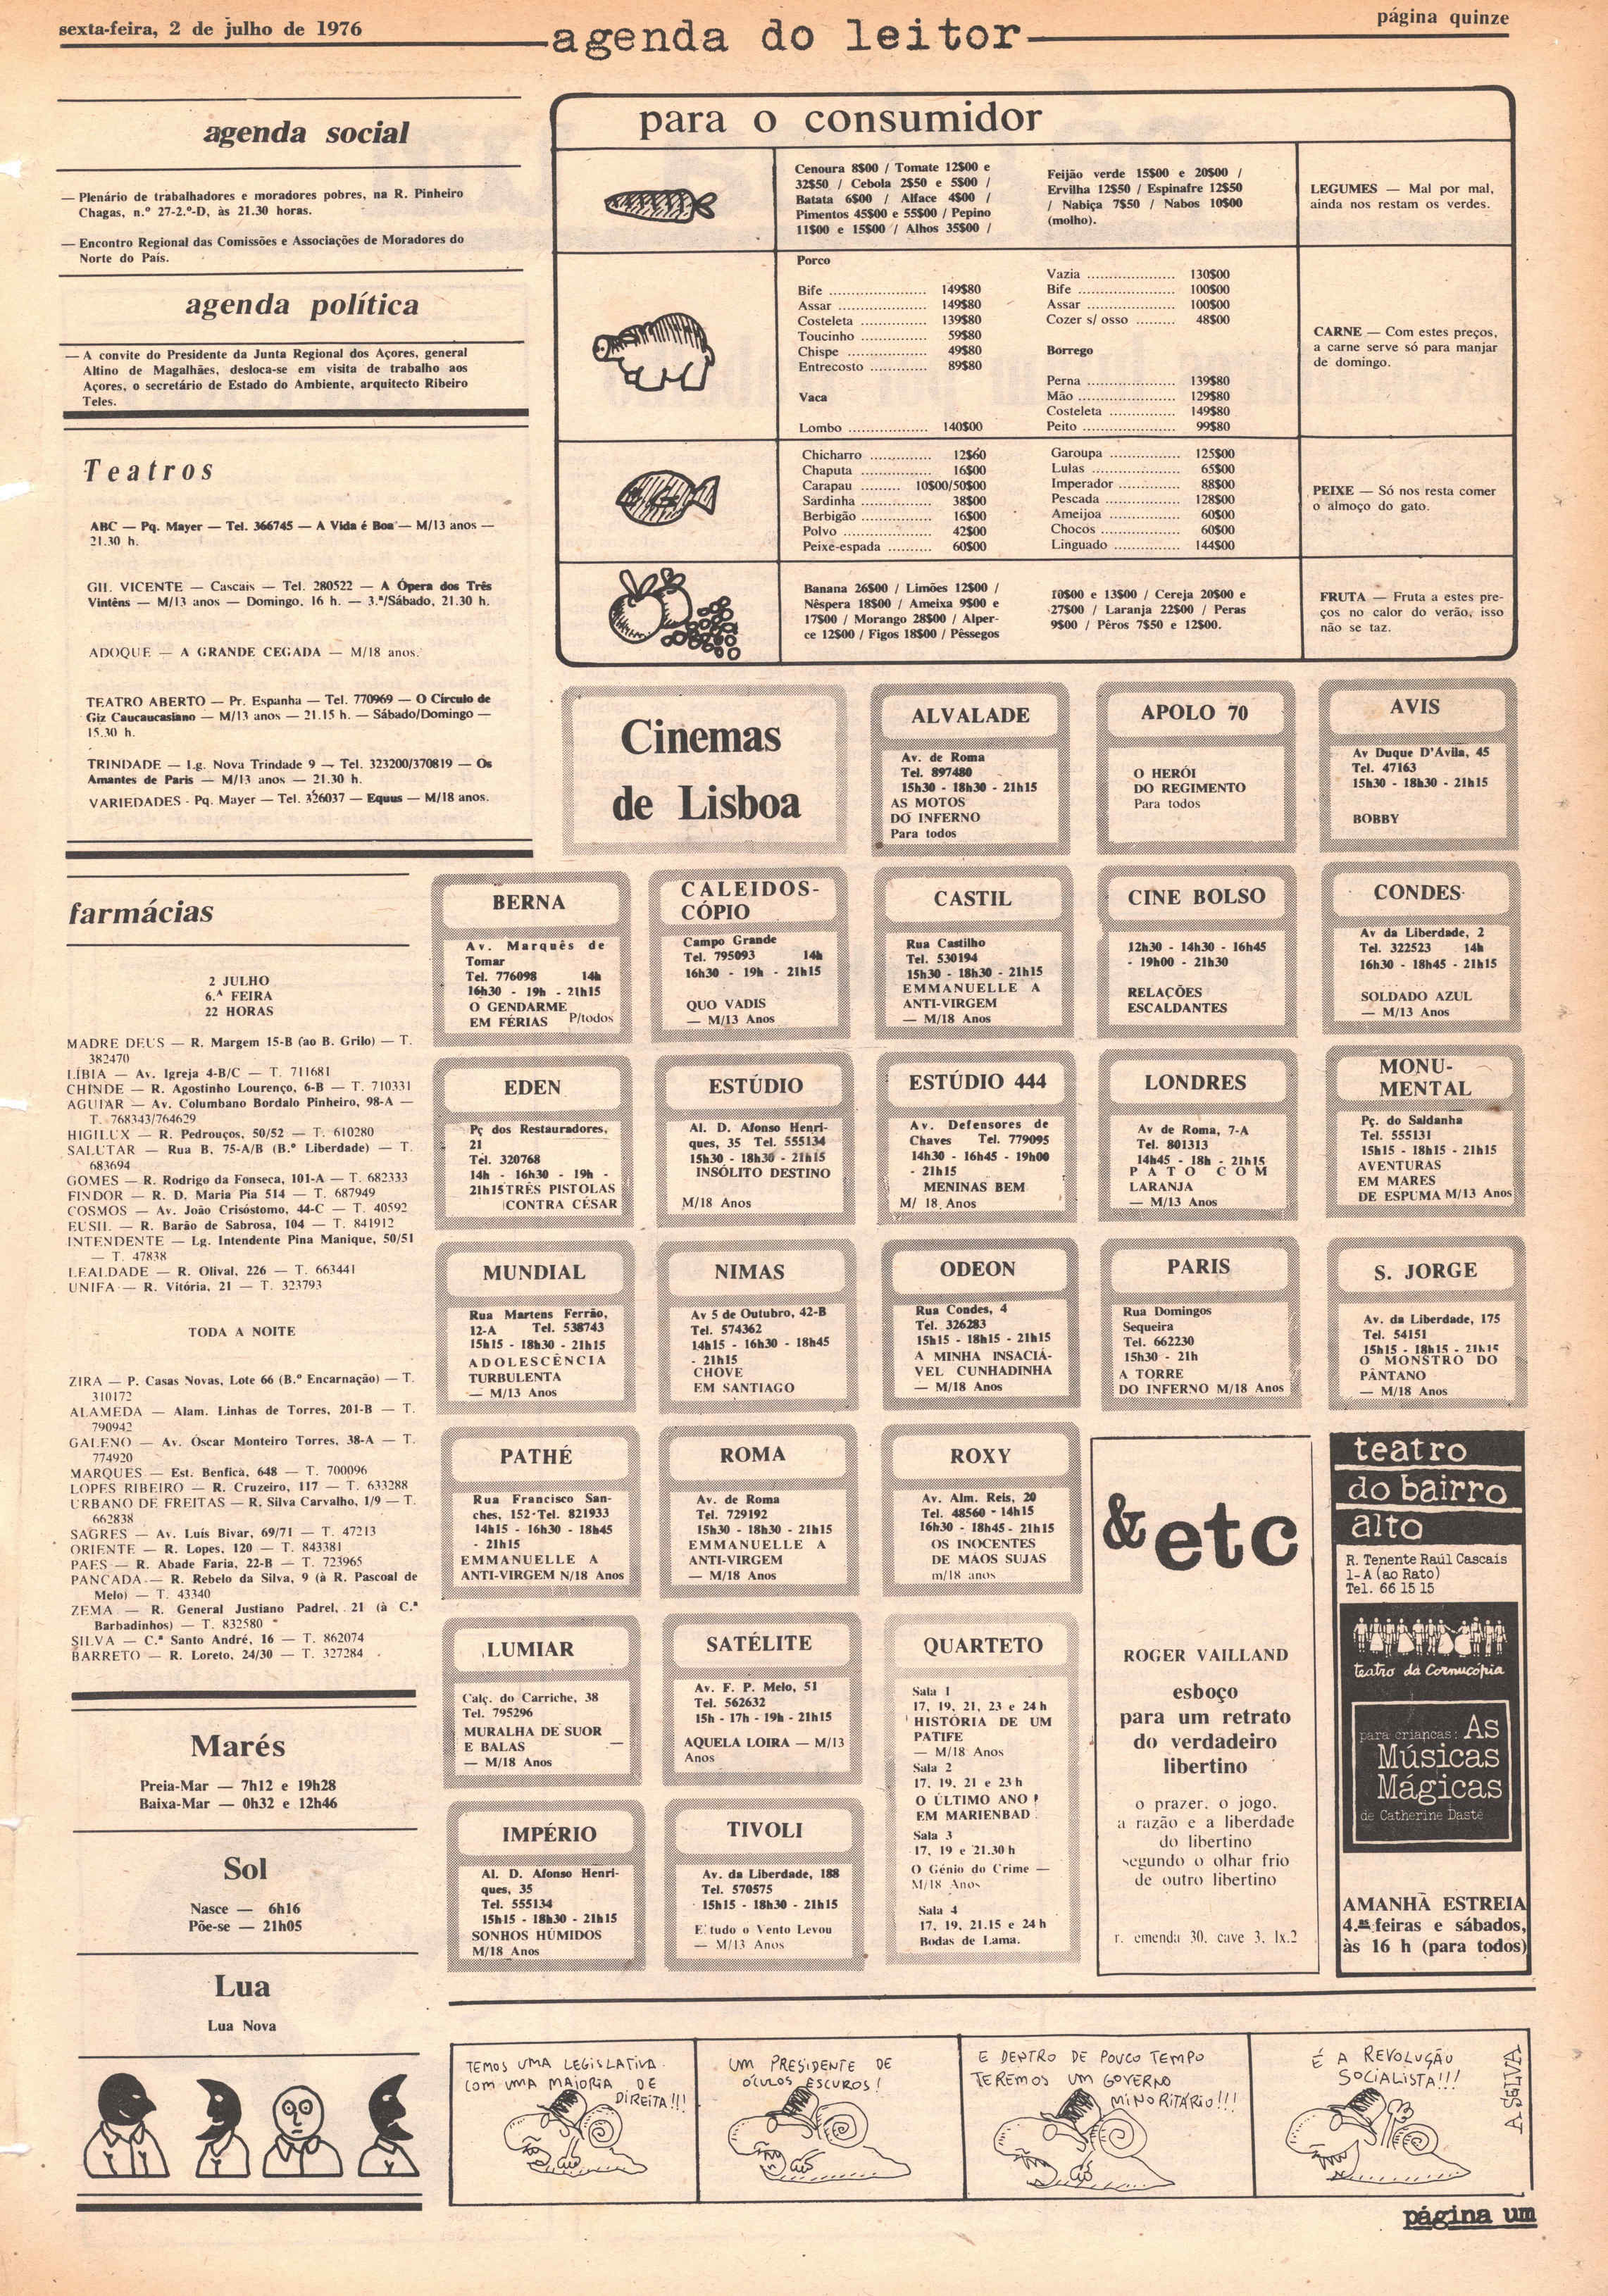 sexta-feira, 2 de julho de 1976
agenda do leitor
página quinze
agenda social
— Plenário de trabalhadores e moradores pobres, na R. Pinheiro
Chagas, n.º 27-2.º-D, às 21.30 horas.
— Encontro Regional das Comissões e Associações de Moradores do
Norte do País.
agenda política
— A convite do Presidente da Junta Regional dos Açores, general
Altino de Magalhães, desloca-se em visita de trabalho aos
Açores, o secretário de Estado do Ambiente, arquitecto Ribeiro
Teles.
Teatros
ABC — Pq. Mayer — Tel. 366745 — A Vida é Boa — M/13 anos —
21.30 h.
GIL VICENTE — Cascais — Tel. 280522 — A Ópera dos Três
Vinténs — M/13 anos — Domingo, 16 h. — 3.ª/Sábado, 21.30 h.
ADOQUE — A GRANDE CEGADA — M/18 anos.
TEATRO ABERTO — Pr. Espanha — Tel. 770969 — O Círculo de
Giz Caucaucasiano — M/13 anos — 21.15 h. — Sábado/Domingo —
15.30 h.
TRINDADE — Lg. Nova Trindade 9 — Tel. 323200/370819 — Os
Amantes de Paris — M/13 anos — 21.30 h.
VARIEDADES - Pq. Mayer — Tel. 326037 — Equus — M/18 anos.
para o consumidor
Cenoura 8$00 / Tomate 12$00 e
32$50 / Cebola 2$50 e 5$00 /
Batata 6$00 / Alface 4$00 /
Pimentos 45$00 e 55$00 / Pepino
11$00 e 15$00 / Alhos 35$00 /
Feijão verde 15$00 e 20$00 /
Ervilha 12$50 / Espinafre 12$50
/ Nabiça 7$50 / Nabos 10$00
(molho).
LEGUMES — Mal por mal,
ainda nos restam os verdes.
Porco
Bife ........................ 149$80
Assar ...................... 149$80
Costeleta ................ 139$80
Toucinho ................ 59$80
Chispe .................... 49$80
Entrecosto .............. 89$80
Vaca
Lombo .................... 140$00
Vazia ...................... 130$00
Bife ........................ 100$00
Assar ...................... 100$00
Cozer s/ osso ......... 48$00
Borrego
Perna ...................... 139$80
Mão ........................ 129$80
Costeleta ................ 149$80
Peito ....................... 99$80
CARNE — Com estes preços,
a carne serve só para manjar
de domingo.
Chicharro ............... 12$60
Chaputa ................. 16$00
Carapau ......... 10$00/50$00
Sardinha ................ 38$00
Berbigão ................ 16$00
Polvo ..................... 42$00
Peixe-espada .......... 60$00
Garoupa ................. 125$00
Lulas ...................... 65$00
Imperador .............. 88$00
Pescada .................. 128$00
Ameijoa ................. 60$00
Chocos ................... 60$00
Linguado ................ 144$00
PEIXE — Só nos resta comer
o almoço do gato.
Banana 26$00 / Limões 12$00 /
Nêspera 18$00 / Ameixa 9$00 e
17$00 / Morango 28$00 / Alper-
ce 12$00 / Figos 18$00 / Pêssegos
10$00 e 13$00 / Cereja 20$00 e
27$00 / Laranja 22$00 / Peras
9$00 / Pêros 7$50 e 12$00.
FRUTA — Fruta a estes pre-
ços no calor do verão, isso
não se taz.
Cinemas
de Lisboa
ALVALADE
Av. de Roma
Tel. 897480
15h30 - 18h30 - 21h15
AS MOTOS
DO INFERNO
Para todos
APOLO 70
O HERÓI
DO REGIMENTO
Para todos
AVIS
Av Duque D'Avila, 45
Tel. 47163
15h30 - 18h30 - 21h15
BOBBY
farmácias
2 JULHO
6.ª FEIRA
22 HORAS
MADRE DEUS — R. Margem 15-B (ao B. Grilo) — T.
382470
LÍBIA — Av. Igreja 4-B/C — T. 711681
CHINDE — R. Agostinho Lourenço, 6-B — T. 710331
AGUIAR — Av. Columbano Bordalo Pinheiro, 98-A —
T. 768343/764629
HIGILUX — R. Pedrouços, 50/52 — T. 610280
SALUTAR — Rua B, 75-A/B (B.º Liberdade) — T.
683694
GOMES — R. Rodrigo da Fonseca, 101-A — T. 682333
FINDOR — R. D. Maria Pia 514 — T. 687949
COSMOS — Av. João Crisóstomo, 44-C — T. 40592
EUSIL — R. Barão de Sabrosa, 104 — T. 841912
INTENDENTE — Lg. Intendente Pina Manique, 50/51
— T. 47838
LEALDADE — R. Olival, 226 — T. 663441
UNIFA — R. Vitória, 21 — T. 323793
TODA A NOITE
ZIRA — P. Casas Novas, Lote 66 (B.º Encarnação) — T.
310172
ALAMEDA — Alam. Linhas de Torres, 201-B — T.
790942
GALENO — Av. Óscar Monteiro Torres, 38-A — T.
774920
MARQUES — Est. Benfica, 648 — T. 700096
LOPES RIBEIRO — R. Cruzeiro, 117 — T. 633288
URBANO DE FREITAS — R. Silva Carvalho, 1/9 — T.
662838
SAGRES — Av. Luís Bivar, 69/71 — T. 47213
ORIENTE — R. Lopes, 120 — T. 843381
PAES — R. Abade Faria, 22-B — T. 723965
PANCADA — R. Rebelo da Silva, 9 (à R. Pascoal de
Melo) — T. 43340
ZEMA — R. General Justiano Padrel, 21 (à C.ª
Barbadinhos) — T. 832580
SILVA — C.ª Santo André, 16 — T. 862074
BARRETO — R. Loreto, 24/30 — T. 327284
Marés
Preia-Mar — 7h12 e 19h28
Baixa-Mar — 0h32 e 12h46
Sol
Nasce — 6h16
Põe-se — 21h05
Lua
Lua Nova
BERNA
Av. Marquês de
Tomar
Tel. 776098 14h
16h30 - 19h - 21h15
O GENDARME
EM FÉRIAS P/todos
CALEIDOS-
CÓPIO
Campo Grande
Tel. 795093 14h
16h30 - 19h - 21h15
QUO VADIS
— M/13 Anos
CASTIL
Rua Castilho
Tel. 530194
15h30 - 18h30 - 21h15
EMMANUELLE A
ANTI-VIRGEM
— M/18 Anos
CINE BOLSO
12h30 - 14h30 - 16h45
- 19h00 - 21h30
RELAÇÕES
ESCALDANTES
CONDES
Av da Liberdade, 2
Tel. 322523 14h
16h30 - 18h45 - 21h15
SOLDADO AZUL
— M/13 Anos
EDEN
Pç dos Restauradores,
21
Tel. 320768
14h - 16h30 - 19h -
21h15 TRÊS PISTOLAS
CONTRA CÉSAR
ESTÚDIO
Al. D. Afonso Henri-
ques, 35 Tel. 555134
15h30 - 18h30 - 21h15
INSÓLITO DESTINO
M/18 Anos
ESTÚDIO 444
Av. Defensores de
Chaves Tel. 779095
14h30 - 16h45 - 19h00
- 21h15
MENINAS BEM
M/ 18 Anos
LONDRES
Av de Roma, 7-A
Tel. 801313
14h45 - 18h - 21h15
PATO COM
LARANJA
— M/13 Anos
MONU-
MENTAL
Pç. do Saldanha
Tel. 555131
15h15 - 18h15 - 21h15
AVENTURAS
EM MARES
DE ESPUMA M/13 Anos
MUNDIAL
Rua Martens Ferrão,
12-A Tel. 538743
15h15 - 18h30 - 21h15
ADOLESCÊNCIA
TURBULENTA
— M/13 Anos
NIMAS
Av 5 de Outubro, 42-B
Tel. 574362
14h15 - 16h30 - 18h45
- 21h15
CHOVE
EM SANTIAGO
ODEON
Rua Condes, 4
Tel. 326283
15h15 - 18h15 - 21h15
A MINHA INSACIÁ-
VEL CUNHADINHA
— M/18 Anos
PARIS
Rua Domingos
Sequeira
Tel. 662230
15h30 - 21h
A TORRE
DO INFERNO M/18 Anos
S. JORGE
Av. da Liberdade, 175
Tel. 54151
15h15 - 18h15 - 21h15
O MONSTRO DO
PÂNTANO
— M/18 Anos
PATHÉ
Rua Francisco San-
ches, 152-Tel. 821933
14h15 - 16h30 - 18h45
- 21h15
EMMANUELLE A
ANTI-VIRGEM N/18 Anos
ROMA
Av. de Roma
Tel. 729192
15h30 - 18h30 - 21h15
EMMANUELLE A
ANTI-VIRGEM
— M/18 Anos
ROXY
Av. Alm. Reis, 20
Tel. 48560 - 14h15
16h30 - 18h45 - 21h15
OS INOCENTES
DE MÃOS SUJAS
m/18 anos
LUMIAR
Calç. do Carriche, 38
Tel. 795296
MURALHA DE SUOR
E BALAS —
— M/18 Anos
SATÉLITE
Av. F. P. Melo, 51
Tel. 562632
15h - 17h - 19h - 21h15
AQUELA LOIRA — M/13
Anos
QUARTETO
Sala 1
17, 19, 21, 23 e 24 h
HISTÓRIA DE UM
PATIFE
— M/18 Anos
Sala 2
17, 19, 21 e 23 h
O ÚLTIMO ANO
EM MARIENBAD
Sala 3
17, 19 e 21.30 h
O Génio do Crime —
M/18 Anos
Sala 4
17, 19, 21.15 e 24 h
Bodas de Lama.
IMPÉRIO
Al. D. Afonso Henri-
ques, 35
Tel. 555134
15h15 - 18h30 - 21h15
SONHOS HÚMIDOS
M/18 Anos
TIVOLI
Av. da Liberdade, 188
Tel. 570575
15h15 - 18h30 - 21h15
E tudo o Vento Levou
— M/13 Anos
&etc
ROGER VAILLAND
esboço
para um retrato
do verdadeiro
libertino
o prazer, o jogo,
a razão e a liberdade
do libertino
segundo o olhar frio
de outro libertino
r. emenda 30, cave 3, lx.2
teatro
do bairro
alto
R. Tenente Raúl Cascais
1-A (ao Rato)
Tel. 66 15 15
teatro da Cornucópia
para crianças: AS
Músicas
Mágicas
de Catherine Dasté
AMANHÃ ESTREIA
4.as feiras e sábados,
às 16 h (para todos)
TEMOS UMA LEGISLATIVA
COM UMA MAIORIA DE
DIREITA!!!
UM PRESIDENTE DE
ÓCULOS ESCUROS!
E DENTRO DE POUCO TEMPO
TEREMOS UM GOVERNO
MINORITÁRIO!!!
É A REVOLUÇÃO
SOCIALISTA!!!
A SELVA
página um